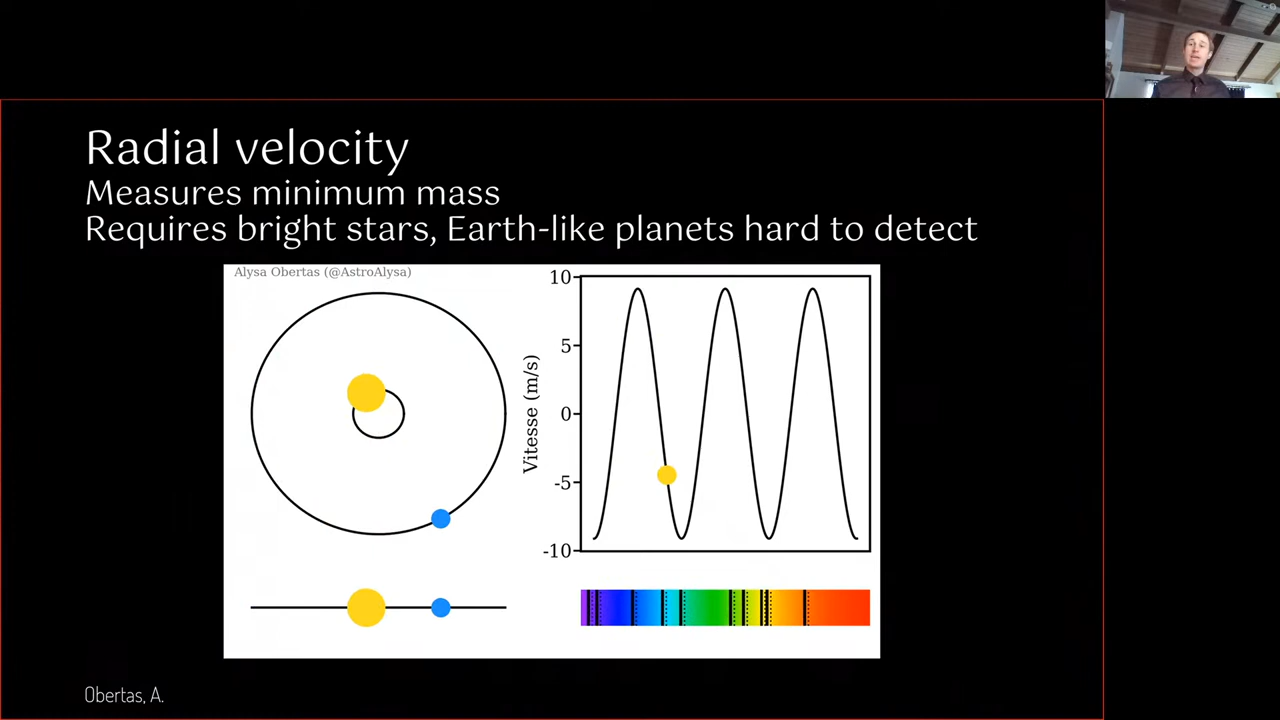 Radial velocity
Measures minimum mass
Requires bright stars, Earth-like planets hard to detect
Alysa Obertas (@AstroAlysa)
10
5
0
-5
-10
Vitesse (m/s)
Obertas, A.